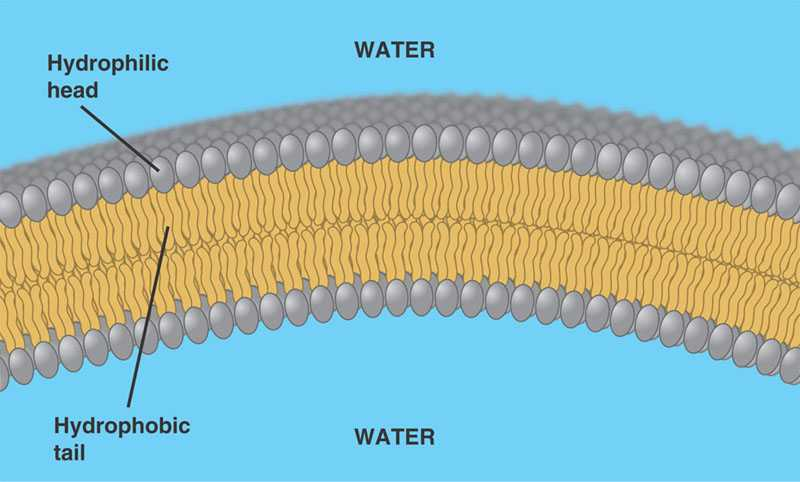 WATER
Hydrophilic
head
Hydrophobic
tail
WATER